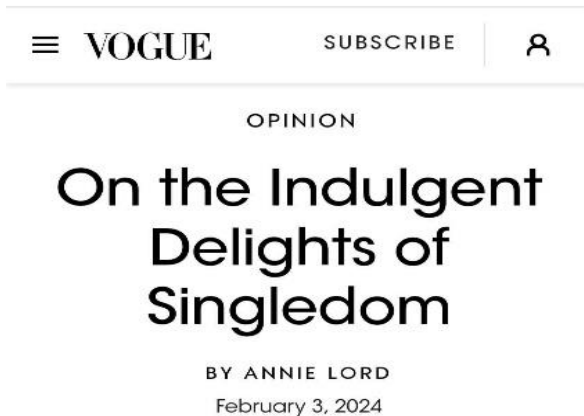 VOGUE SUBSCRIBE
OPINION
On the Indulgent
Delights of
Singledom
BY ANNIE LORD
February 3, 2024